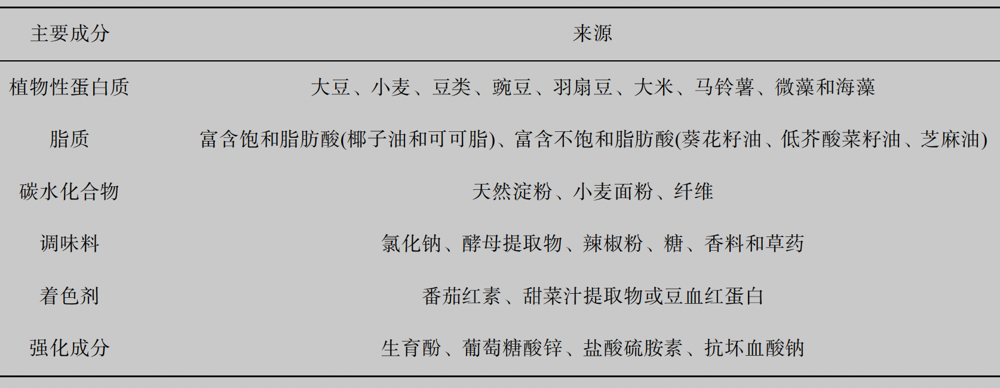 主要成分 来源
植物性蛋白质 大豆、小麦、豆类、豌豆、羽扇豆、大米、马铃薯、微藻和海藻
脂质 富含饱和脂肪酸(椰子油和可可脂)、富含不饱和脂肪酸(葵花籽油、低芥酸菜籽油、芝麻油)
碳水化合物 天然淀粉、小麦面粉、纤维
调味料 氯化钠、酵母提取物、辣椒粉、糖、香料和草药
着色剂 番茄红素、甜菜汁提取物或豆血红蛋白
强化成分 生育酚、葡萄糖酸锌、盐酸硫胺素、抗坏血酸钠